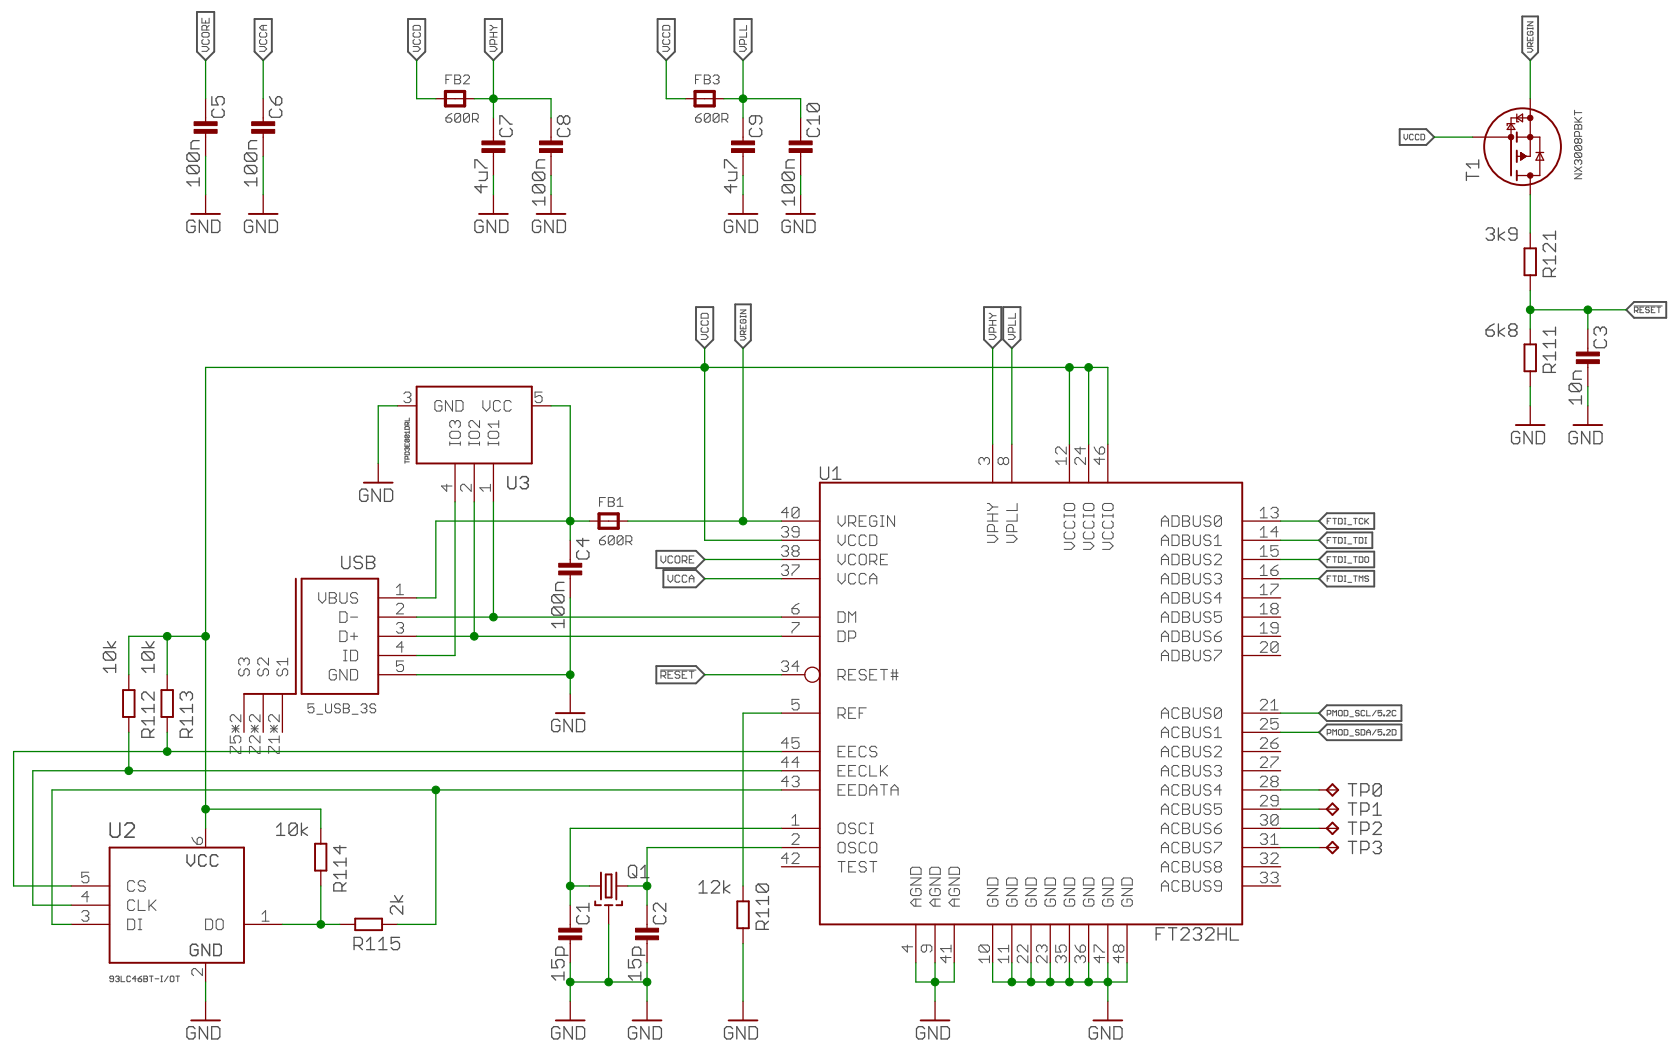 VCORE
VCCA
VCCD
VPHY
VCCD
VPLL
VREGIN
FB2
600R
FB3
600R
C5
100n
C6
100n
C7
4u7
C8
100n
C9
4u7
C10
100n
GND
GND
GND
GND
GND
GND
VCCD
T1
NX3008PBKT
3k9
R121
RESET
6k8
R111
C3
10n
GND
GND
VCCD
VREGIN
VPHY
VPLL
3
GND
VCC
5
IO3
IO2
IO1
TPD3E001DRL
4
2
1
U3
GND
FB1
600R
C4
100n
GND
USB
VBUS 1
D- 2
D+ 3
ID 4
GND 5
S3
S2
S1
Z5*2
Z2*2
Z1*2
5_USB_3S
10k
R112
10k
R113
VCORE
VCCA
RESET
U1
3
8
12
24
46
VPHY
VPLL
VCCIO
VCCIO
VCCIO
40 VREGIN
39 VCCD
38 VCORE
37 VCCA
6 DM
7 DP
34 RESET#
5 REF
45 EECS
44 EECLK
43 EEDATA
1 OSCI
2 OSCO
42 TEST
ADBUS0 13 FTDI_TCK
ADBUS1 14 FTDI_TDI
ADBUS2 15 FTDI_TDO
ADBUS3 16 FTDI_TMS
ADBUS4 17
ADBUS5 18
ADBUS6 19
ADBUS7 20
ACBUS0 21 PMOD_SCL/5.2C
ACBUS1 25 PMOD_SDA/5.2D
ACBUS2 26
ACBUS3 27
ACBUS4 28 TP0
ACBUS5 29 TP1
ACBUS6 30 TP2
ACBUS7 31 TP3
ACBUS8 32
ACBUS9 33
AGND
AGND
AGND
GND
GND
GND
GND
GND
GND
GND
GND
4
9
41
10
11
22
23
35
36
47
48
FT232HL
GND
GND
U2
6
VCC
5 CS
4 CLK
3 DI
DO 1
GND
2
93LC46BT-I/OT
GND
10k
R114
2k
R115
Q1
C1
15p
C2
15p
GND
GND
12k
R110
GND